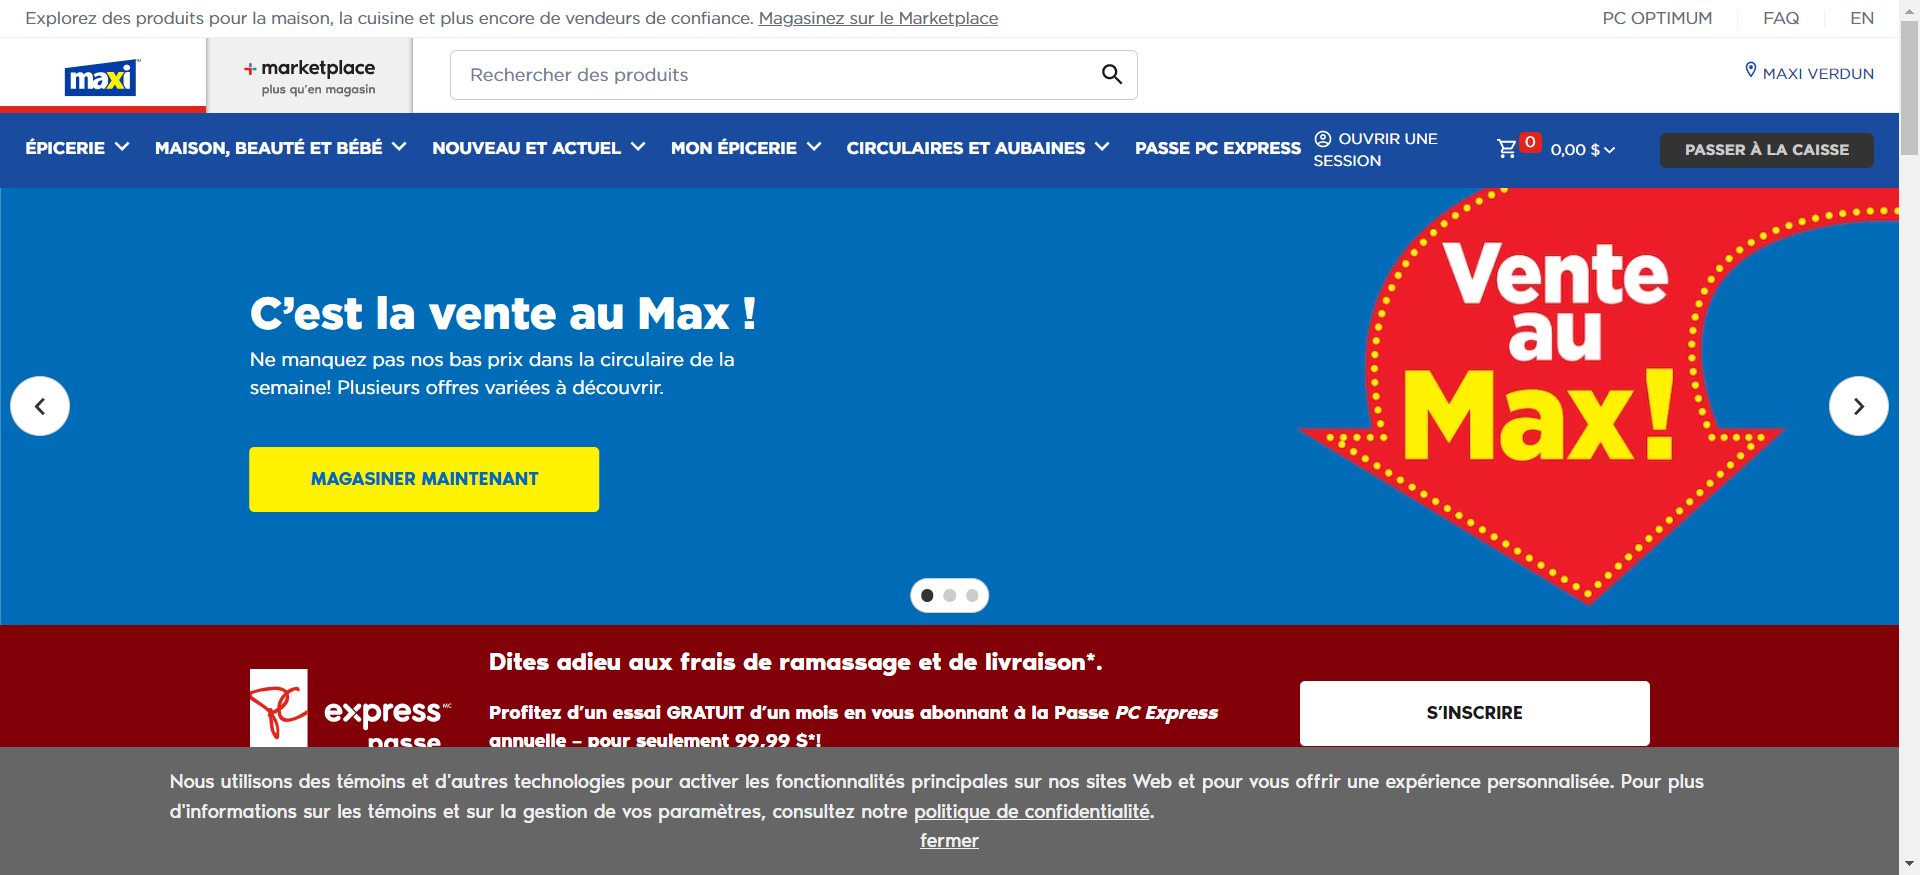 Explorez des produits pour la maison, la cuisine et plus encore de vendeurs de confiance. Magasinez sur le Marketplace
PC OPTIMUM
FAQ
EN
maxi
marketplace
plus qu'en magasin
Rechercher des produits
MAXI VERDUN
ÉPICERIE
MAISON, BEAUTÉ ET BÉBÉ
NOUVEAU ET ACTUEL
MON ÉPICERIE
CIRCULAIRES ET AUBAINES
PASSE PC EXPRESS
OUVRIR UNE
SESSION
0
0,00 $
PASSER À LA CAISSE
C'est la vente au Max !
Ne manquez pas nos bas prix dans la circulaire de la
semaine! Plusieurs offres variées à découvrir.
MAGASINER MAINTENANT
Vente
au
Max!
PC
express MC
passe
Dites adieu aux frais de ramassage et de livraison*.
Profitez d'un essai GRATUIT d'un mois en vous abonnant à la Passe PC Express
annuelle – pour seulement 99,99 $*!
S'INSCRIRE
Nous utilisons des témoins et d'autres technologies pour activer les fonctionnalités principales sur nos sites Web et pour vous offrir une expérience personnalisée. Pour plus
d'informations sur les témoins et sur la gestion de vos paramètres, consultez notre politique de confidentialité.
fermer